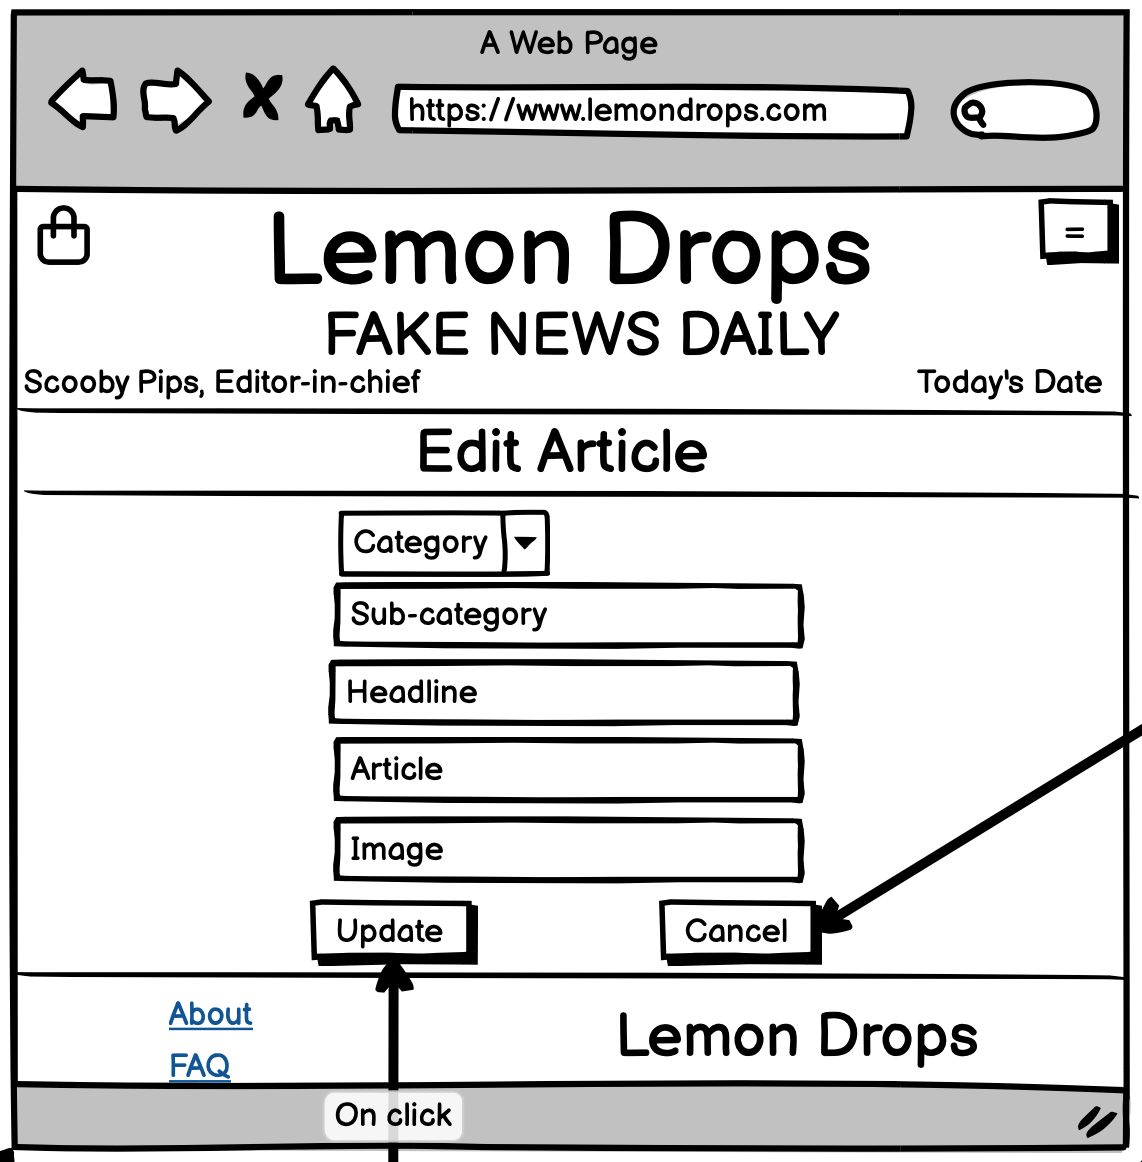 A Web Page
https://www.lemondrops.com
=
Lemon Drops
FAKE NEWS DAILY
Scooby Pips, Editor-in-chief
Today's Date
Edit Article
Category
Sub-category
Headline
Article
Image
Update
Cancel
About
FAQ
Lemon Drops
On click